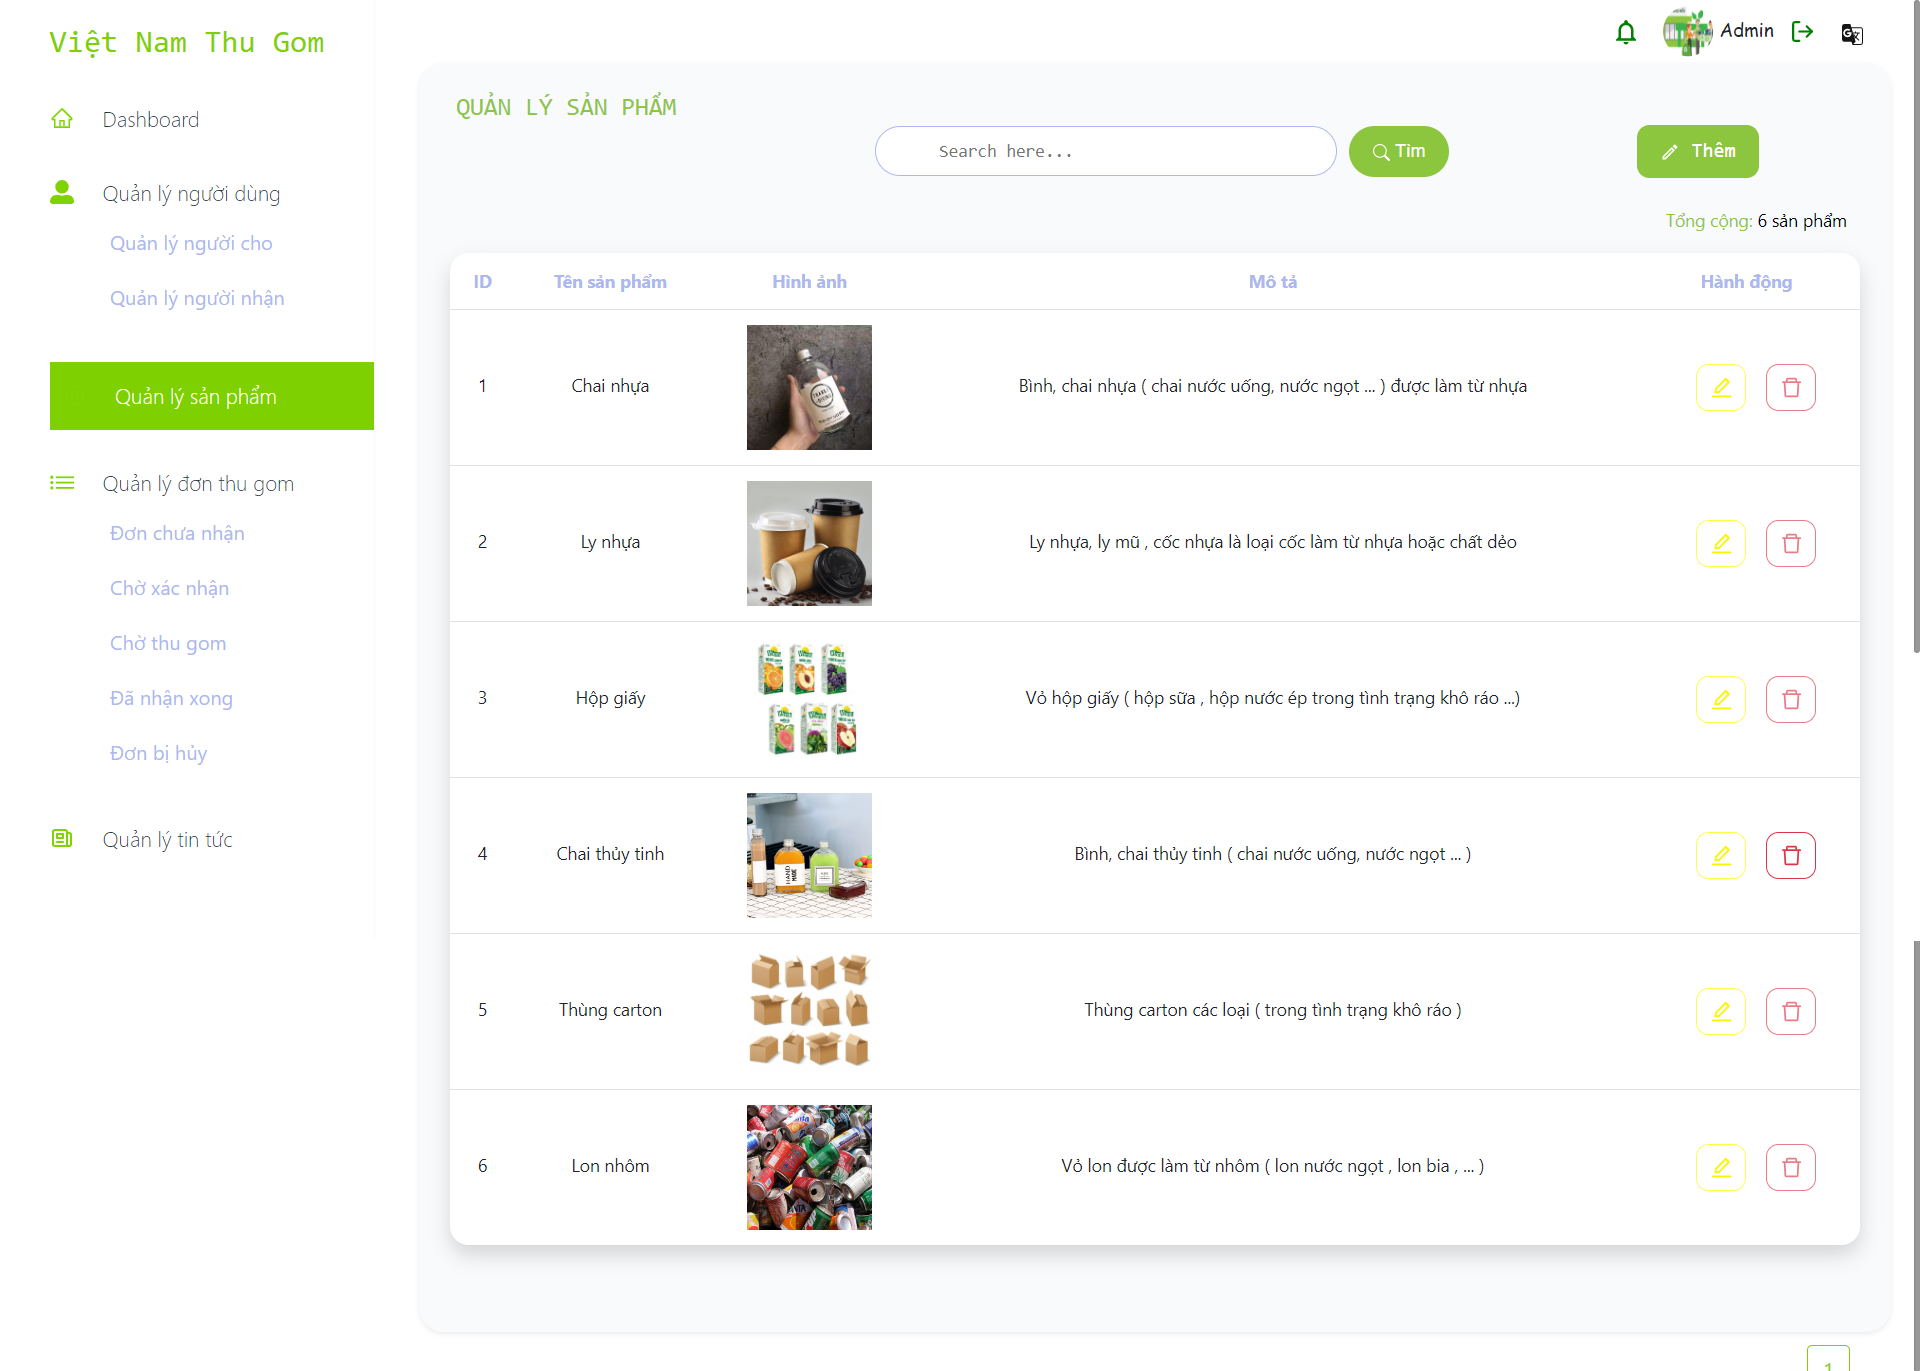 Việt Nam Thu Gom
Admin
Dashboard
Quản lý người dùng
Quản lý người cho
Quản lý người nhận
Quản lý sản phẩm
Quản lý đơn thu gom
Đơn chưa nhận
Chờ xác nhận
Chờ thu gom
Đã nhận xong
Đơn bị hủy
Quản lý tin tức
QUẢN LÝ SẢN PHẨM
Search here...
Tìm
Thêm
Tổng cộng: 6 sản phẩm
ID Tên sản phẩm Hình ảnh Mô tả Hành động
1 Chai nhựa Bình, chai nhựa ( chai nước uống, nước ngọt ... ) được làm từ nhựa
2 Ly nhựa Ly nhựa, ly mũ , cốc nhựa là loại cốc làm từ nhựa hoặc chất dẻo
3 Hộp giấy Vỏ hộp giấy ( hộp sữa , hộp nước ép trong tình trạng khô ráo ...)
4 Chai thủy tinh HAND MADE Bình, chai thủy tinh ( chai nước uống, nước ngọt ... )
5 Thùng carton Thùng carton các loại ( trong tình trạng khô ráo )
6 Lon nhôm Vỏ lon được làm từ nhôm ( lon nước ngọt , lon bia , ... )
1